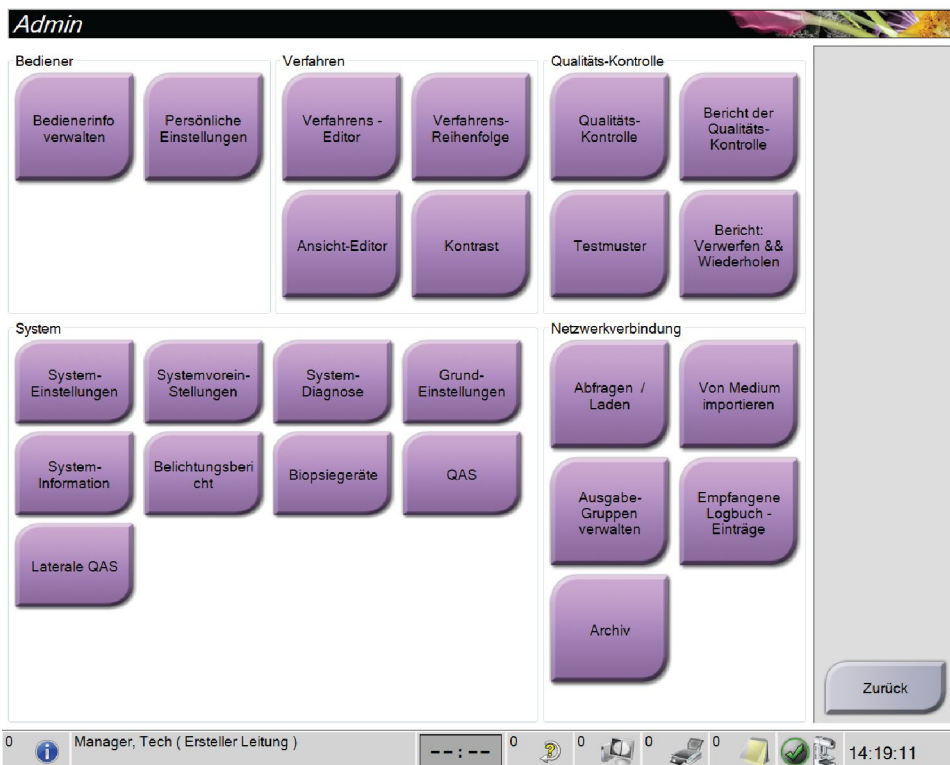 Admin
Bediener
Bedienerinfo
verwalten
Persönliche
Einstellungen
Verfahren
Verfahrens -
Editor
Verfahrens-
Reihenfolge
Ansicht-Editor
Kontrast
Qualitäts-Kontrolle
Qualitäts-
Kontrolle
Bericht der
Qualitäts-
Kontrolle
Testmuster
Bericht:
Verwerfen &&
Wiederholen
System
System-
Einstellungen
Systemvorein-
Stellungen
System-
Diagnose
Grund-
Einstellungen
System-
Information
Belichtungsberi
cht
Biopsiegeräte
QAS
Laterale QAS
Netzwerkverbindung
Abfragen /
Laden
Von Medium
importieren
Ausgabe-
Gruppen
verwalten
Empfangene
Logbuch -
Einträge
Archiv
Zurück
0
Manager, Tech ( Ersteller Leitung )
--:--
0
0
0
0
14:19:11